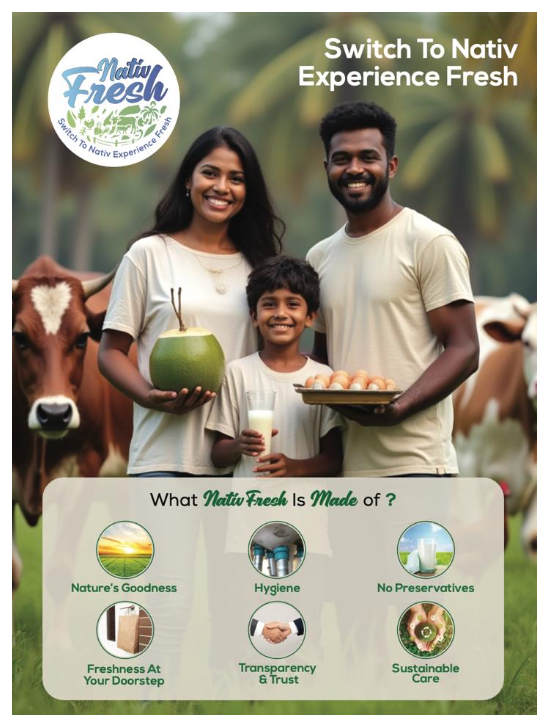 Nativ
Fresh
Switch To Nativ Experience Fresh
Switch To Nativ
Experience Fresh
What Nativ Fresh Is Made of ?
Nature's Goodness
Hygiene
No Preservatives
Freshness At
Your Doorstep
Transparency
& Trust
Sustainable
Care